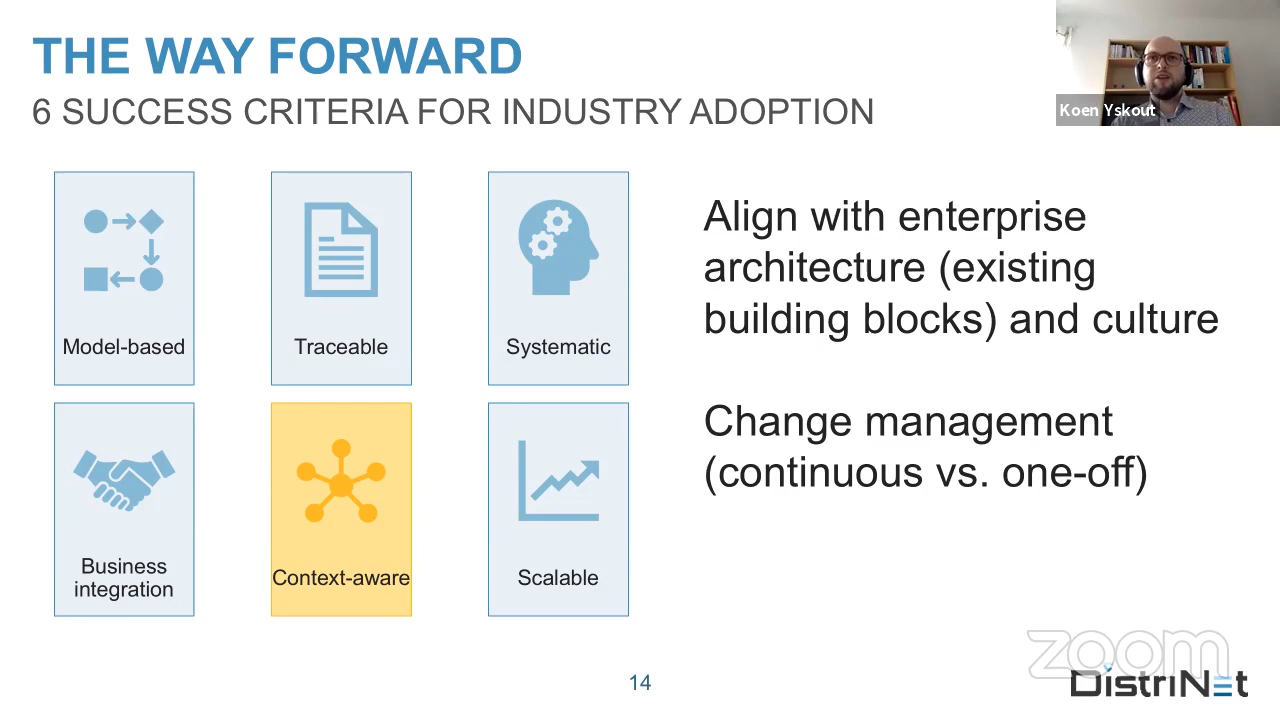 THE WAY FORWARD
6 SUCCESS CRITERIA FOR INDUSTRY ADOPTION
Koen Yskout
Model-based
Traceable
Systematic
Business
integration
Context-aware
Scalable
Align with enterprise
architecture (existing
building blocks) and culture
Change management
(continuous vs. one-off)
14
zoom
DistriNet